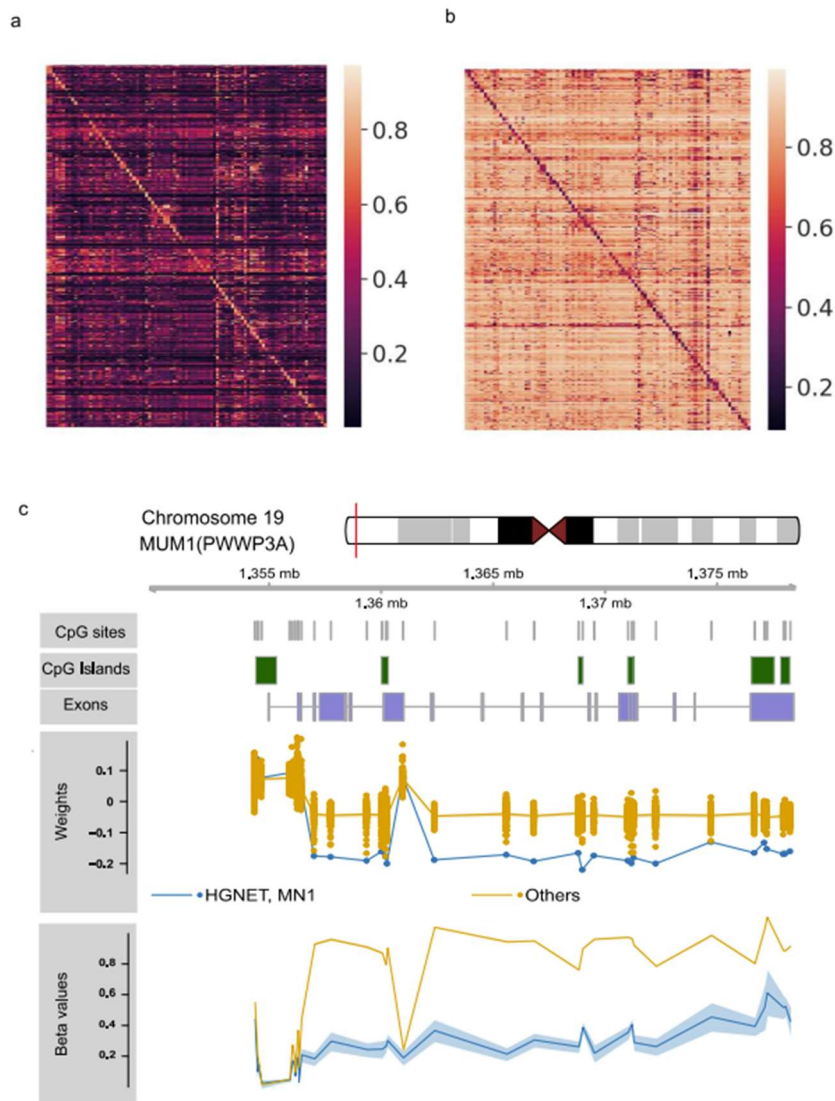 a
b
0.8
0.6
0.4
0.2
0.8
0.6
0.4
0.2
c
Chromosome 19
MUM1(PWWP3A)
1.355 mb
1.365 mb
1.375 mb
1.36 mb
1.37 mb
CpG sites
CpG Islands
Exons
Weights
0.1
0
-0.1
-0.2
HGNET, MN1
Others
Beta values
0.8
0.6
0.4
0.2